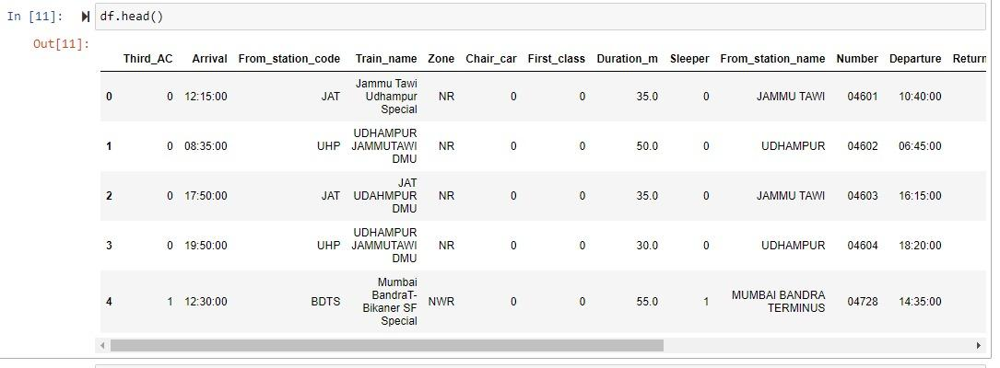 In [11]: df.head()
Out[11]:
Third_AC Arrival From_station_code Train_name Zone Chair_car First_class Duration_m Sleeper From_station_name Number Departure Return
0 0 12:15:00 JAT Jammu Tawi Udhampur Special NR 0 0 35.0 0 JAMMU TAWI 04601 10:40:00
1 0 08:35:00 UHP UDHAMPUR JAMMUTAWI DMU NR 0 0 50.0 0 UDHAMPUR 04602 06:45:00
2 0 17:50:00 JAT JAT UDAHMPUR DMU NR 0 0 35.0 0 JAMMU TAWI 04603 16:15:00
3 0 19:50:00 UHP UDHAMPUR JAMMUTAWI DMU NR 0 0 30.0 0 UDHAMPUR 04604 18:20:00
4 1 12:30:00 BDTS Mumbai BandraT-Bikaner SF Special NWR 0 0 55.0 1 MUMBAI BANDRA TERMINUS 04728 14:35:00